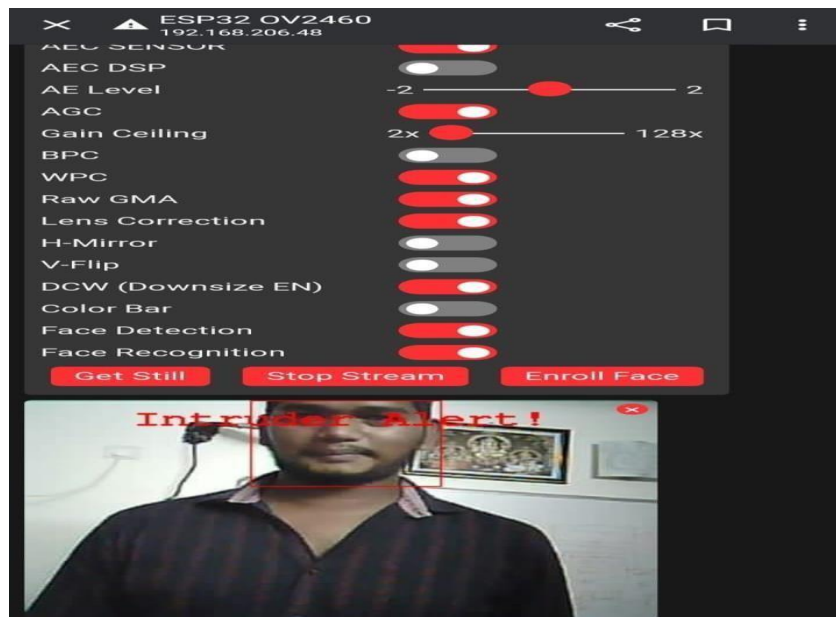 ESP32 OV2460
192.168.206.48
AEC SENSOR
AEC DSP
AE Level -2 2
AGC
Gain Ceiling 2x 128x
BPC
WPC
Raw GMA
Lens Correction
H-Mirror
V-Flip
DCW (Downsize EN)
Color Bar
Face Detection
Face Recognition
Get Still Stop Stream Enroll Face
Intruder Alert!